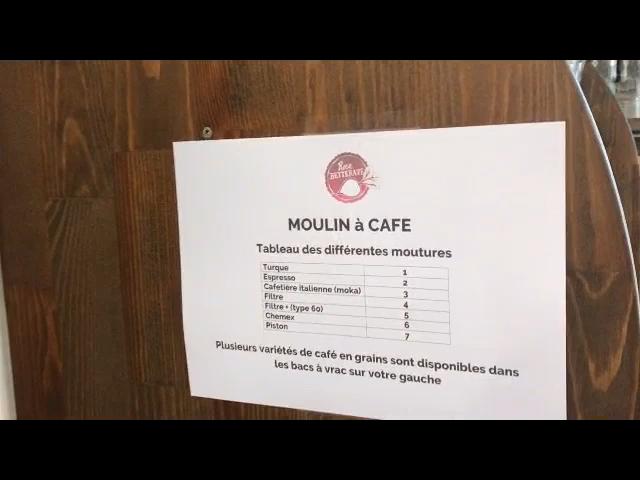 Rose
BETTERAVE
MOULIN à CAFE
Tableau des différentes moutures
Turque 1
Espresso 2
Cafetière italienne (moka) 3
Filtre 4
Filtre + (type 60) 5
Chemex 6
Piston 7
Plusieurs variétés de café en grains sont disponibles dans
les bacs à vrac sur votre gauche